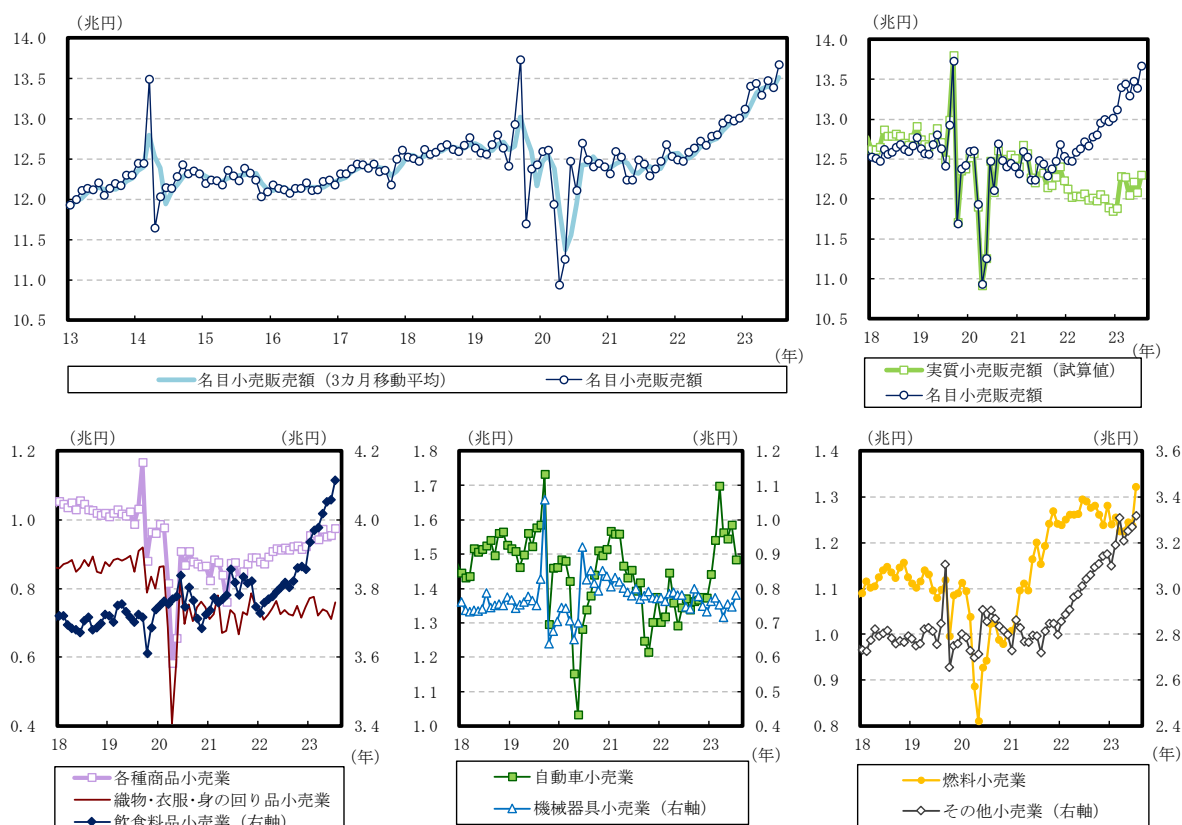 （兆円）
14.0
13.5
13.0
12.5
12.0
11.5
11.0
10.5
13 14 15 16 17 18 19 20 21 22 23
（年）
名目小売販売額（3カ月移動平均） 名目小売販売額
（兆円）
14.0
13.5
13.0
12.5
12.0
11.5
11.0
10.5
18 19 20 21 22 23
（年）
実質小売販売額（試算値）
名目小売販売額
（兆円） （兆円）
1.2 4.2
1.0 4.0
0.8 3.8
0.6 3.6
0.4 3.4
18 19 20 21 22 23
（年）
各種商品小売業
織物・衣服・身の回り品小売業
飲食料品小売業（右軸）
（兆円） （兆円）
1.8 1.2
1.7 1.1
1.6 1.0
1.5 0.9
1.4 0.8
1.3 0.7
1.2 0.6
1.1 0.5
1.0 0.4
18 19 20 21 22 23
（年）
自動車小売業
機械器具小売業（右軸）
（兆円） （兆円）
1.4 3.6
1.3 3.4
1.2 3.2
1.1 3.0
1.0 2.8
0.9 2.6
0.8 2.4
18 19 20 21 22 23
（年）
燃料小売業
その他小売業（右軸）